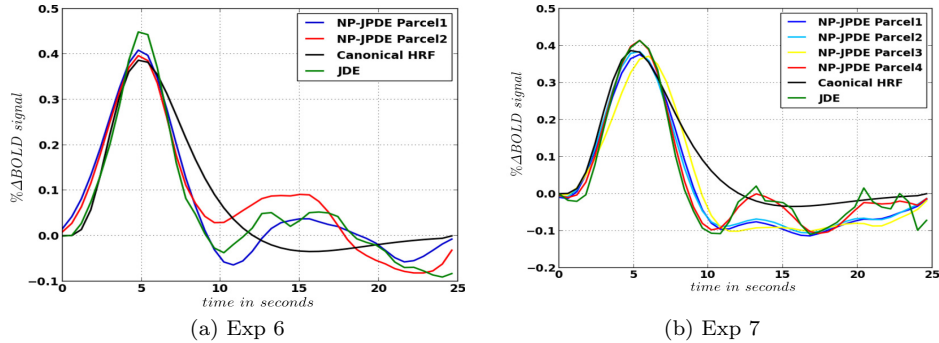 NP-JPDE Parcel1
NP-JPDE Parcel2
Canonical HRF
JDE
0.5
0.4
0.3
0.2
0.1
0.0
−0.1
0 5 10 15 20 25
%ΔBOLD signal
time in seconds
(a) Exp 6
NP-JPDE Parcel1
NP-JPDE Parcel2
NP-JPDE Parcel3
NP-JPDE Parcel4
Caonical HRF
JDE
0.5
0.4
0.3
0.2
0.1
0.0
−0.1
−0.2
0 5 10 15 20 25
%ΔBOLD signal
time in seconds
(b) Exp 7